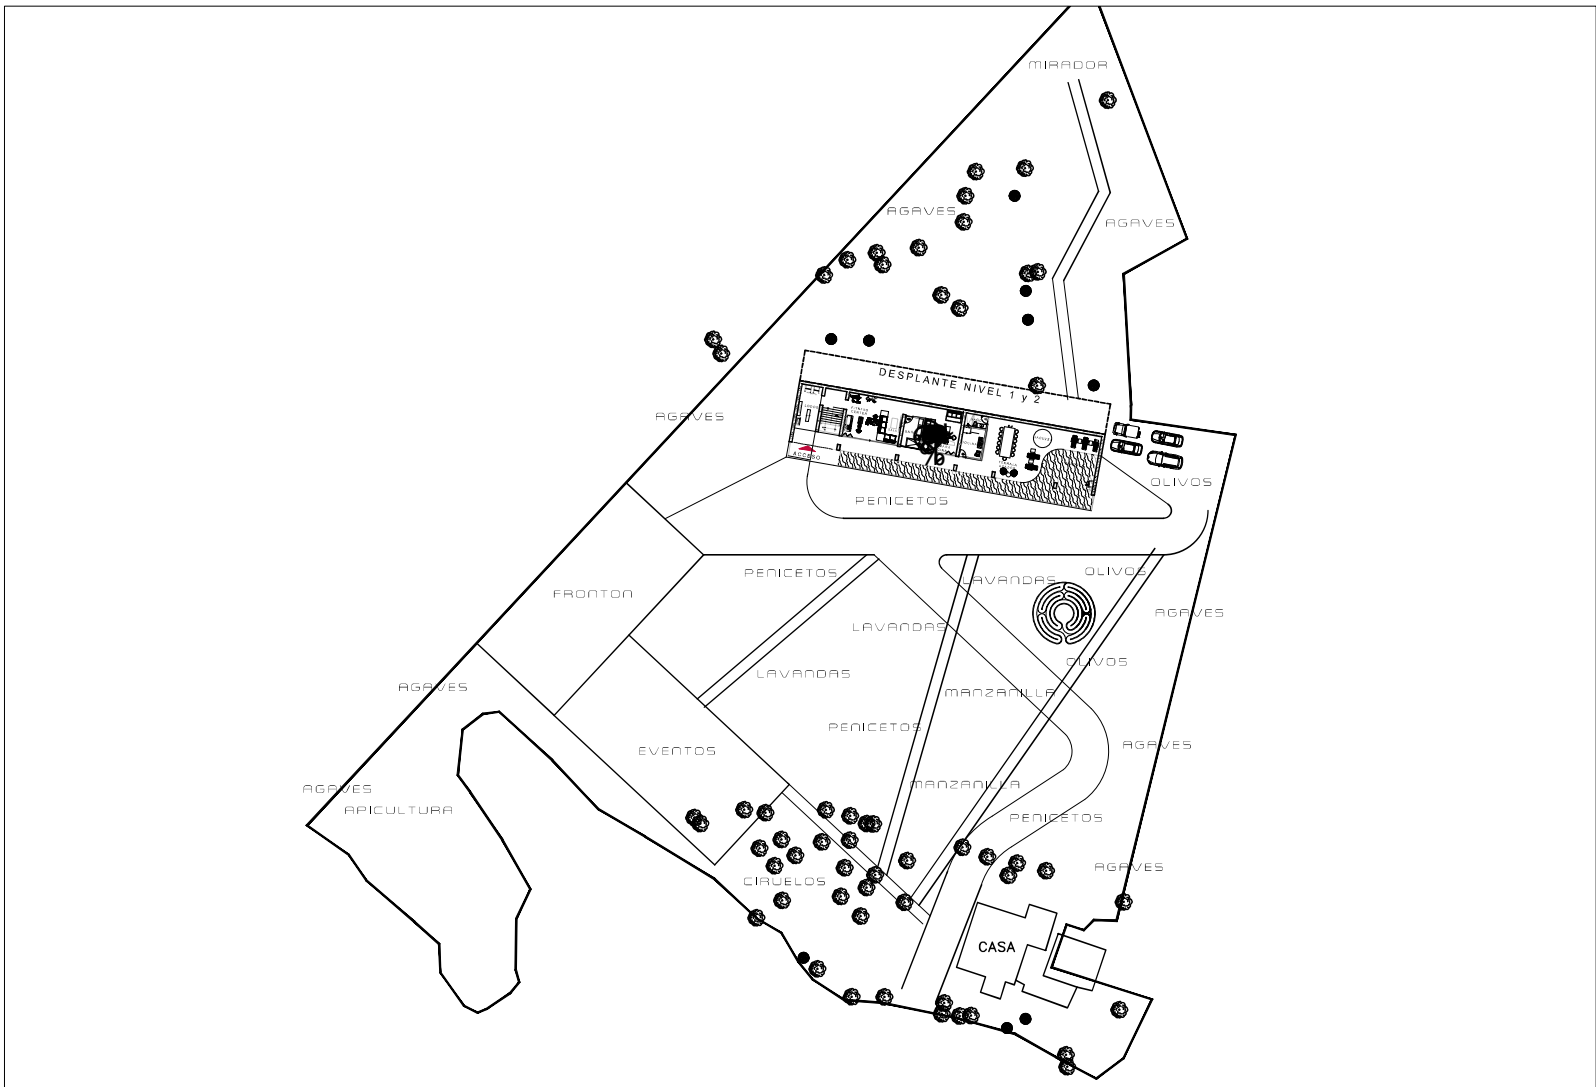 MIRADOR
AGAVES
AGAVES
DESPLANTE NIVEL 1 y 2
AGAVES
ACCESO
OLIVOS
PENICETOS
PENICETOS
LAVANDAS
OLIVOS
FRONTON
AGAVES
LAVANDAS
OLIVOS
LAVANDAS
AGAVES
MANZANILLA
PENICETOS
AGAVES
EVENTOS
MANZANILLA
AGAVES
APICULTURA
PENICETOS
AGAVES
CIRUELOS
CASA